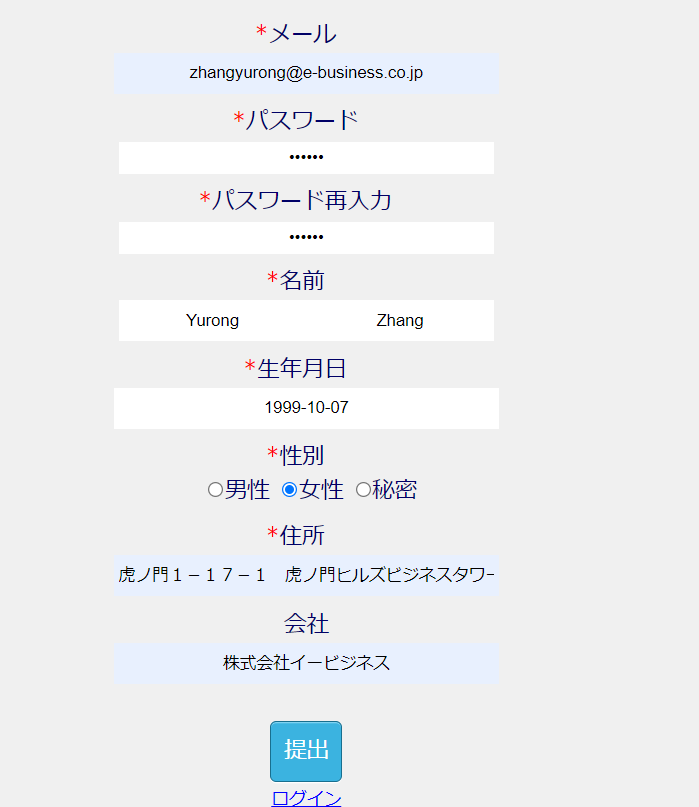 *メール
zhangyurong@e-business.co.jp
*パスワード
••••••
*パスワード再入力
••••••
*名前
Yurong Zhang
*生年月日
1999-10-07
*性別
男性 女性 秘密
*住所
虎ノ門１－１７－１　虎ノ門ヒルズビジネスタワー
会社
株式会社イービジネス
提出
ログイン